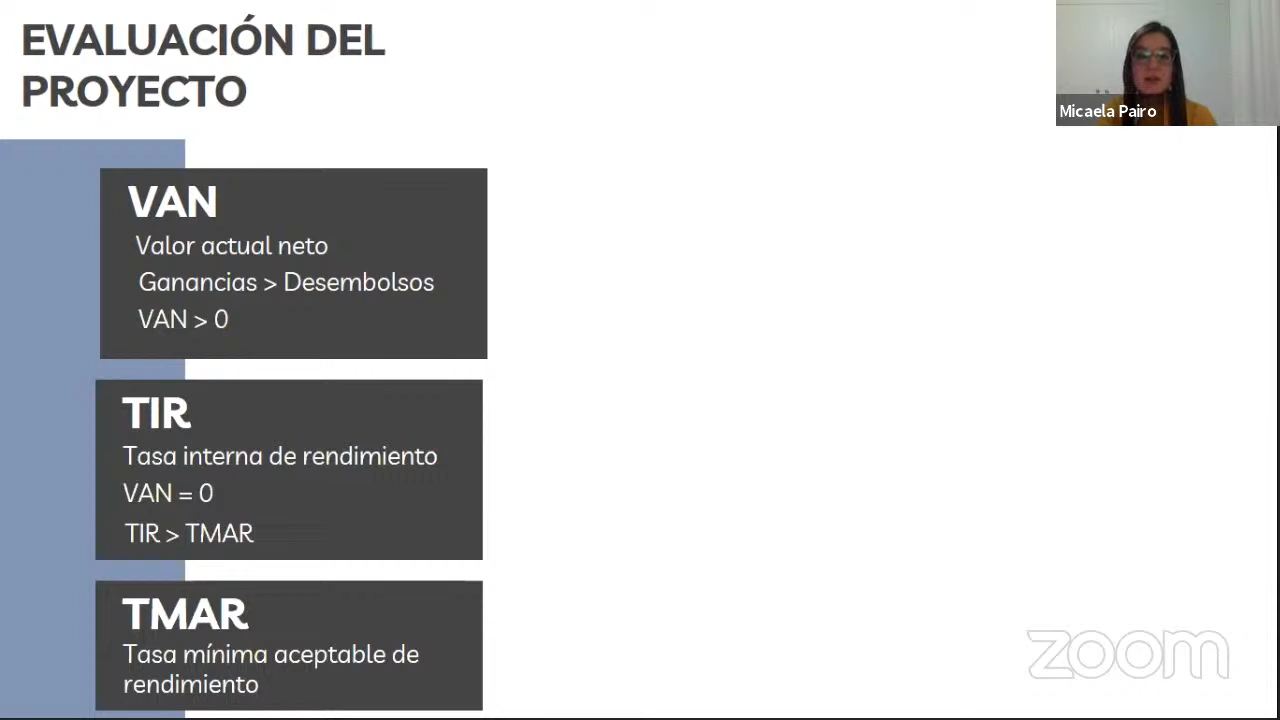 EVALUACIÓN DEL
PROYECTO
Micaela Pairo
VAN
Valor actual neto
Ganancias > Desembolsos
VAN > 0
TIR
Tasa interna de rendimiento
VAN = 0
TIR > TMAR
TMAR
Tasa mínima aceptable de
rendimiento
zoom